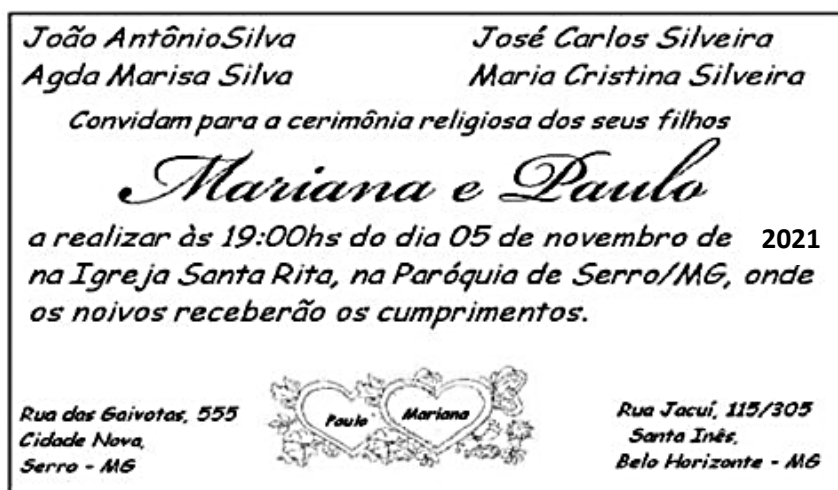 João AntônioSilva José Carlos Silveira
Agda Marisa Silva Maria Cristina Silveira
Convidam para a cerimônia religiosa dos seus filhos
Mariana e Paulo
a realizar às 19:00hs do dia 05 de novembro de 2021
na Igreja Santa Rita, na Paróquia de Serro/MG, onde
os noivos receberão os cumprimentos.
Paulo Mariana
Rua das Gaivotas, 555
Cidade Nova,
Serro - MG
Rua Jacuí, 115/305
Santa Inês,
Belo Horizonte - MG